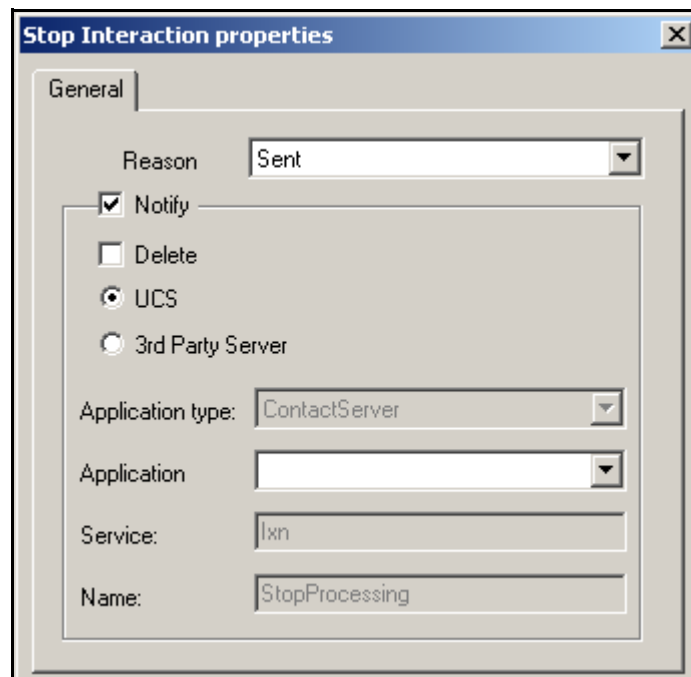 Stop Interaction properties
General
Reason Sent
Notify
Delete
UCS
3rd Party Server
Application type: ContactServer
Application
Service: Ixn
Name: StopProcessing